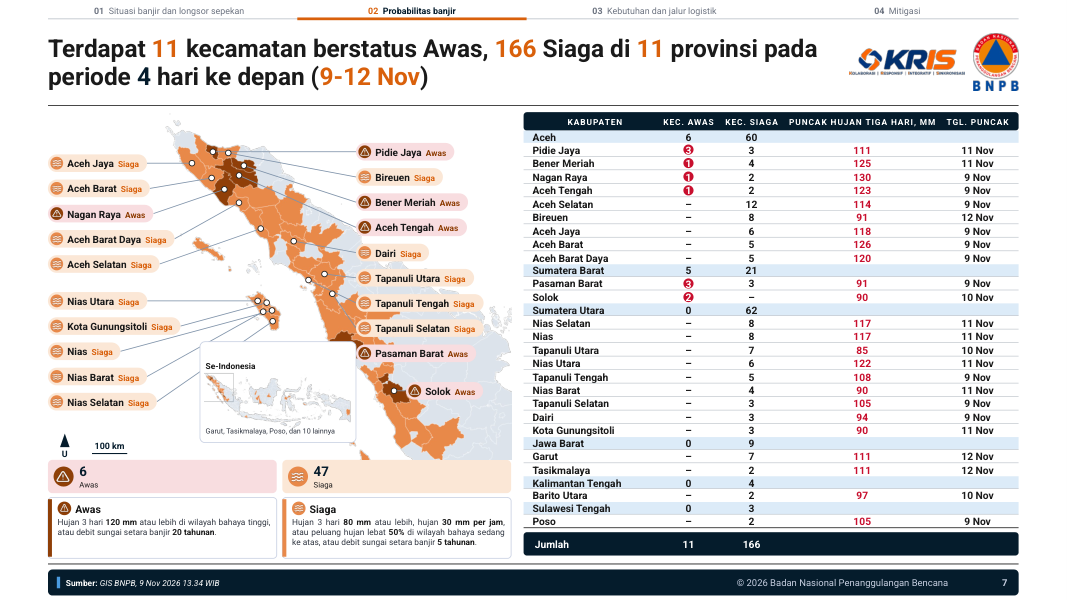 01 Situasi banjir dan longsor sepekan
02 Probabilitas banjir
03 Kebutuhan dan jalur logistik
04 Mitigasi
Terdapat 11 kecamatan berstatus Awas, 166 Siaga di 11 provinsi pada
periode 4 hari ke depan (9-12 Nov)
KRIS
KOLABORASI | RESPONSIF | INTEGRATIF | SINKRONISASI
BADAN NASIONAL PENANGGULANGAN BENCANA
BNPB
Aceh Jaya Siaga
Aceh Barat Siaga
Nagan Raya Awas
Aceh Barat Daya Siaga
Aceh Selatan Siaga
Nias Utara Siaga
Kota Gunungsitoli Siaga
Nias Siaga
Nias Barat Siaga
Nias Selatan Siaga
Pidie Jaya Awas
Bireuen Siaga
Bener Meriah Awas
Aceh Tengah Awas
Dairi Siaga
Tapanuli Utara Siaga
Tapanuli Tengah Siaga
Tapanuli Selatan Siaga
Pasaman Barat Awas
Solok Awas
Se-Indonesia
Garut, Tasikmalaya, Poso, dan 10 lainnya
U
100 km
6
Awas
47
Siaga
Awas
Hujan 3 hari 120 mm atau lebih di wilayah bahaya tinggi,
atau debit sungai setara banjir 20 tahunan.
Siaga
Hujan 3 hari 80 mm atau lebih, hujan 30 mm per jam,
atau peluang hujan lebat 50% di wilayah bahaya sedang
ke atas, atau debit sungai setara banjir 5 tahunan.
KABUPATEN KEC. AWAS KEC. SIAGA PUNCAK HUJAN TIGA HARI, MM TGL. PUNCAK
Aceh 6 60
Pidie Jaya 3 3 111 11 Nov
Bener Meriah 1 4 125 11 Nov
Nagan Raya 1 2 130 9 Nov
Aceh Tengah 1 2 123 9 Nov
Aceh Selatan – 12 114 9 Nov
Bireuen – 8 91 12 Nov
Aceh Jaya – 6 118 9 Nov
Aceh Barat – 5 126 9 Nov
Aceh Barat Daya – 5 120 9 Nov
Sumatera Barat 5 21
Pasaman Barat 3 3 91 9 Nov
Solok 2 – 90 10 Nov
Sumatera Utara 0 62
Nias Selatan – 8 117 11 Nov
Nias – 8 117 11 Nov
Tapanuli Utara – 7 85 10 Nov
Nias Utara – 6 122 11 Nov
Tapanuli Tengah – 5 108 9 Nov
Nias Barat – 4 90 11 Nov
Tapanuli Selatan – 3 105 9 Nov
Dairi – 3 94 9 Nov
Kota Gunungsitoli – 3 90 11 Nov
Jawa Barat 0 9
Garut – 7 111 12 Nov
Tasikmalaya – 2 111 12 Nov
Kalimantan Tengah 0 4
Barito Utara – 2 97 10 Nov
Sulawesi Tengah 0 3
Poso – 2 105 9 Nov
Jumlah 11 166
Sumber: GIS BNPB, 9 Nov 2026 13.34 WIB
© 2026 Badan Nasional Penanggulangan Bencana
7